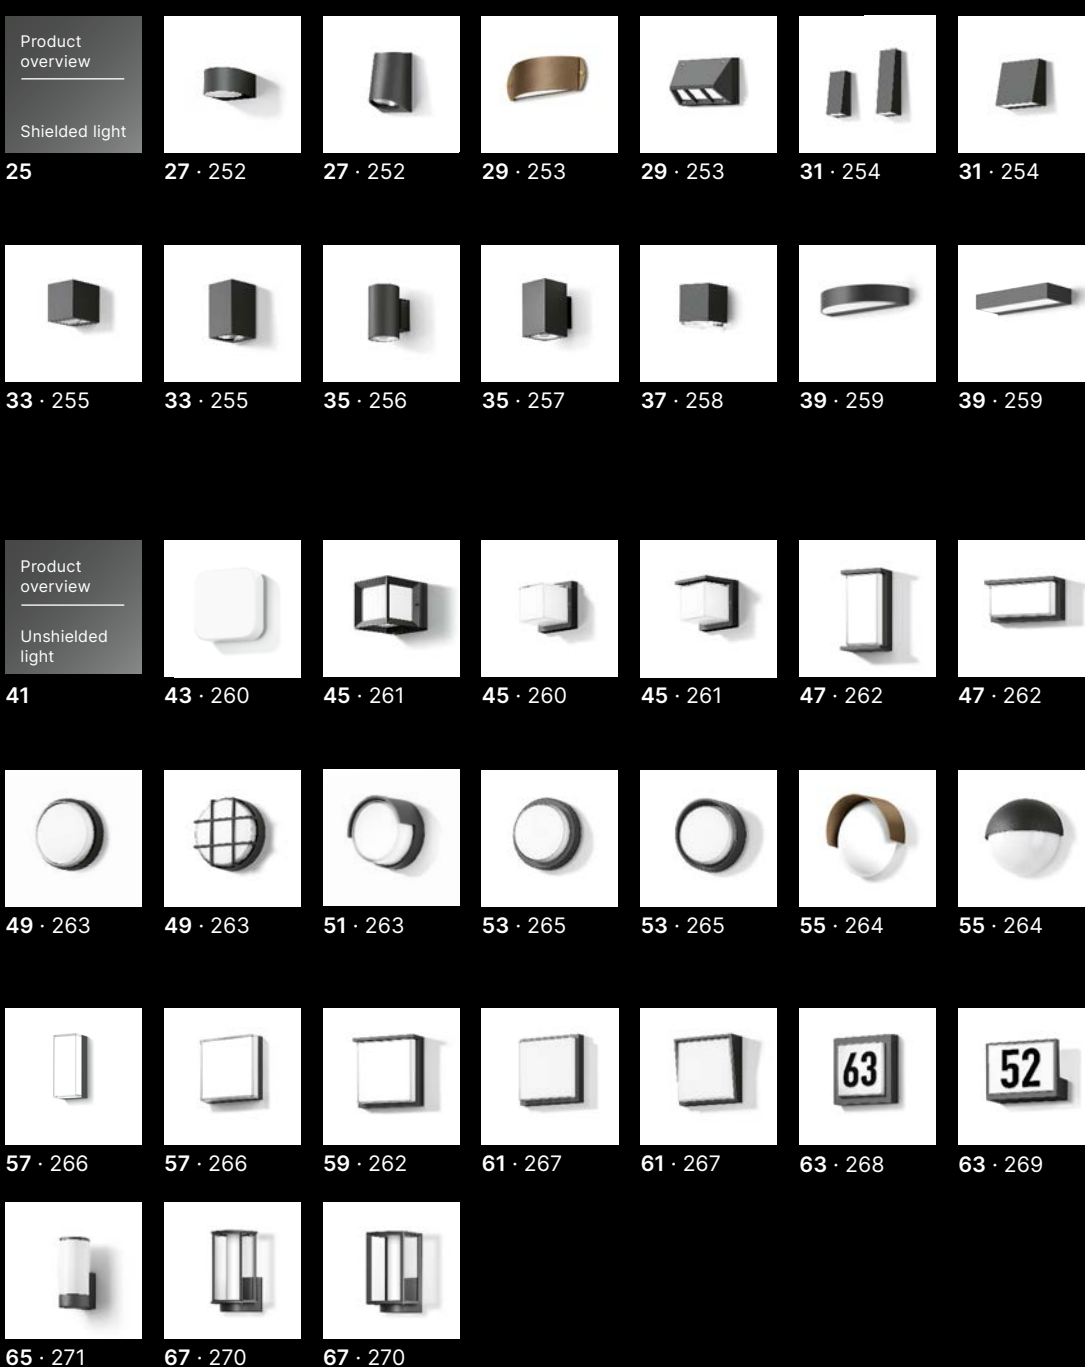 Product
overview
Shielded light
25
27 · 252
27 · 252
29 · 253
29 · 253
31 · 254
31 · 254
33 · 255
33 · 255
35 · 256
35 · 257
37 · 258
39 · 259
39 · 259
Product
overview
Unshielded
light
41
43 · 260
45 · 261
45 · 260
45 · 261
47 · 262
47 · 262
49 · 263
49 · 263
51 · 263
53 · 265
53 · 265
55 · 264
55 · 264
63
52
57 · 266
57 · 266
59 · 262
61 · 267
61 · 267
63 · 268
63 · 269
65 · 271
67 · 270
67 · 270